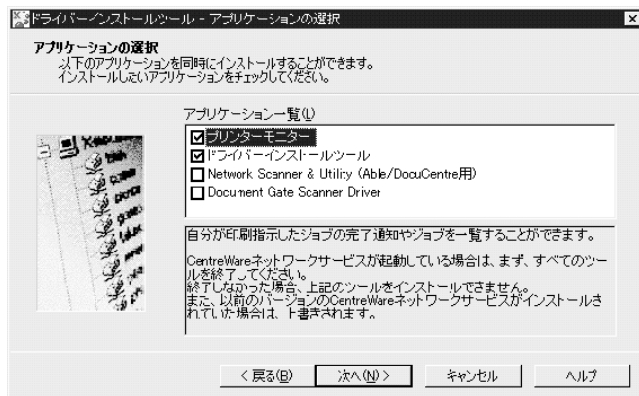 ドライバーインストールツール - アプリケーションの選択
アプリケーションの選択
以下のアプリケーションを同時にインストールすることができます。
インストールしたいアプリケーションをチェックしてください。
アプリケーション一覧(L)
プリンターモニター
ドライバーインストールツール
Network Scanner & Utility (Able/DocuCentre用)
Document Gate Scanner Driver
自分が印刷指示したジョブの完了通知やジョブを一覧することができます。
CentreWareネットワークサービスが起動している場合は、まず、すべてのツー
ルを終了してください。
終了しなかった場合、上記のツールをインストールできません。
また、以前のバージョンのCentreWareネットワークサービスがインストールさ
れていた場合は、上書きされます。
< 戻る(B)
次へ(N) >
キャンセル
ヘルプ